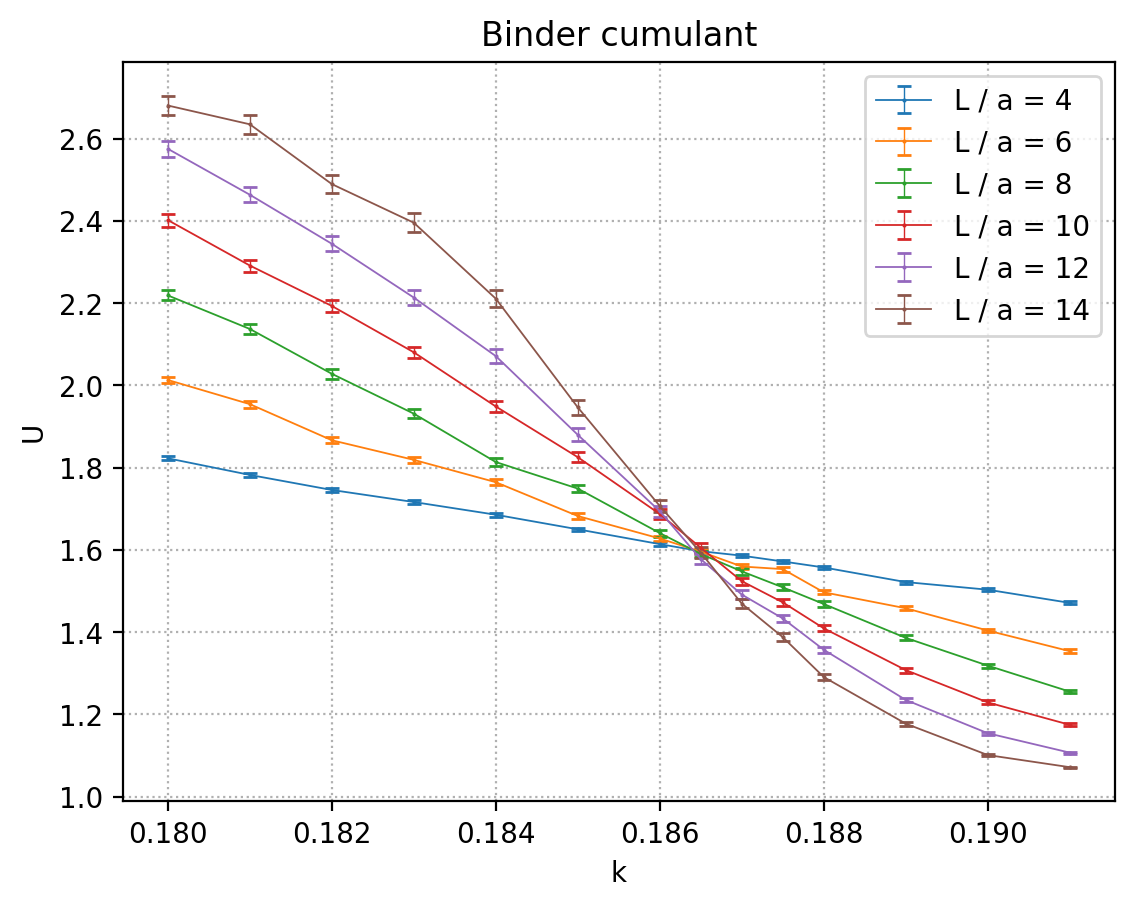 Binder cumulant
L / a = 4
L / a = 6
L / a = 8
L / a = 10
L / a = 12
L / a = 14
U
2.6
2.4
2.2
2.0
1.8
1.6
1.4
1.2
1.0
0.180 0.182 0.184 0.186 0.188 0.190
k